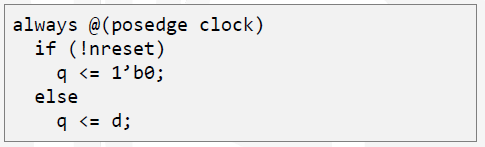 always @(posedge clock)
if (!nreset)
q <= 1’b0;
else
q <= d;